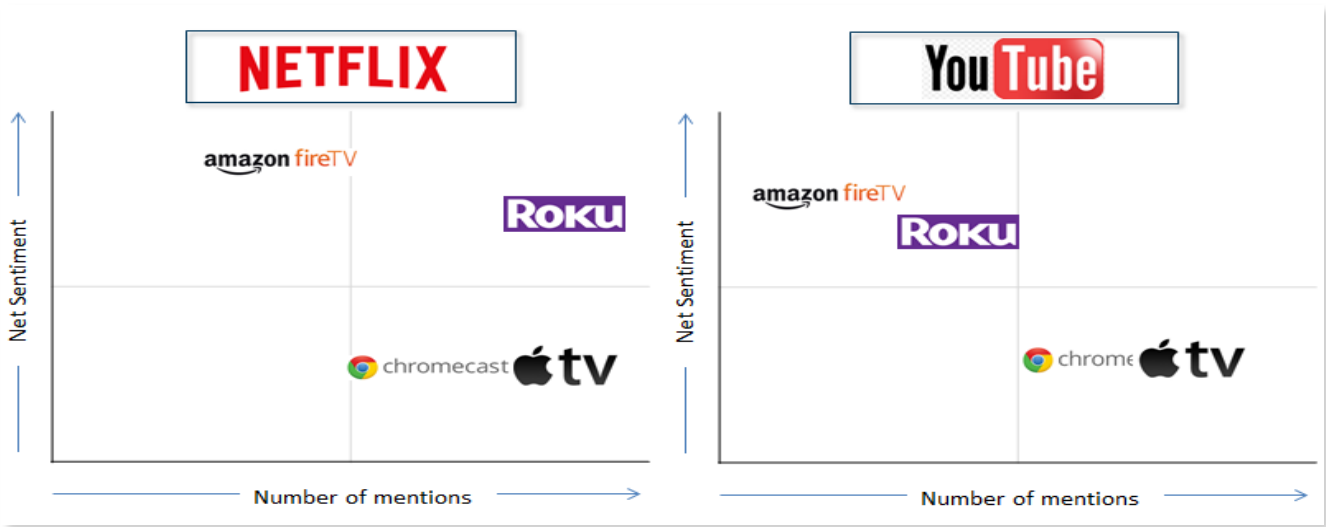 NETFLIX
Net Sentiment
amazon fireTV
ROKU
chromecast tv
Number of mentions
YouTube
Net Sentiment
amazon fireTV
ROKU
chrome tv
Number of mentions